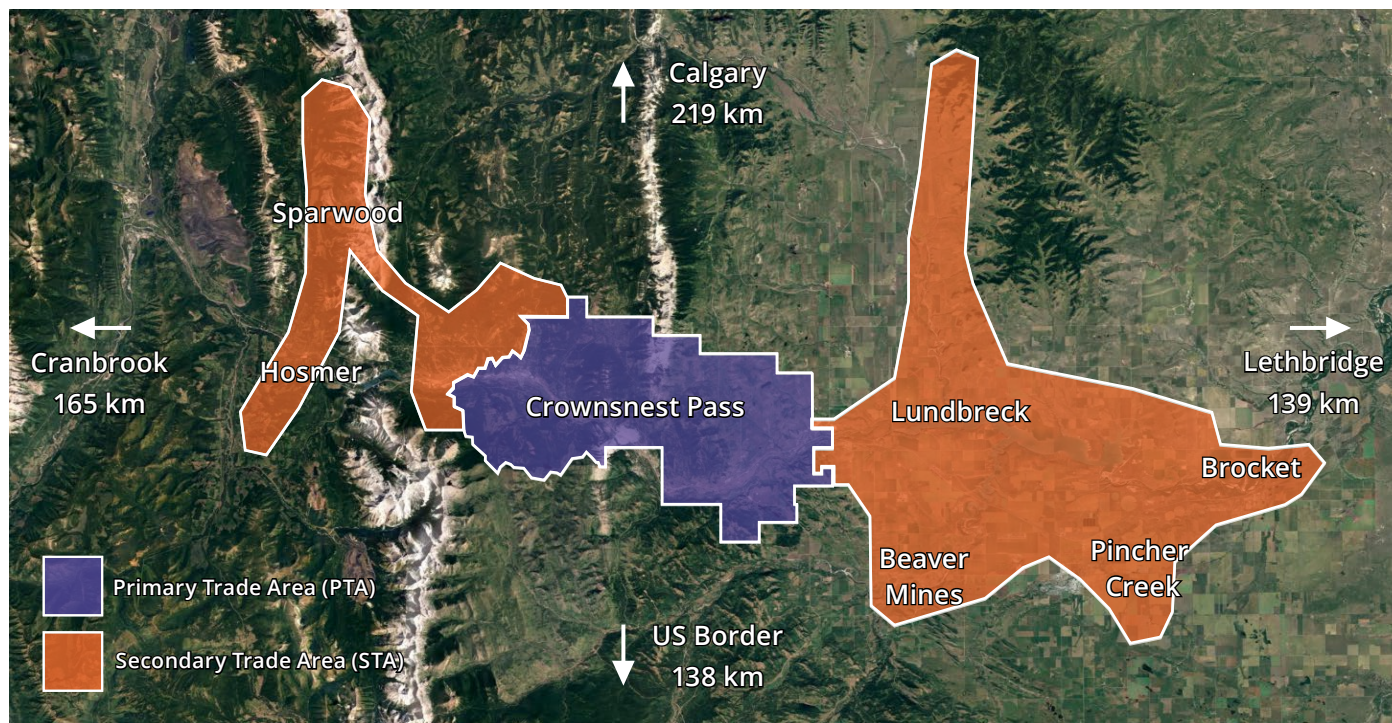 Calgary
219 km
Sparwood
Cranbrook
165 km
Hosmer
Crownsnest Pass
Lundbreck
Lethbridge
139 km
Brocket
Beaver
Mines
Pincher
Creek
Primary Trade Area (PTA)
Secondary Trade Area (STA)
US Border
138 km